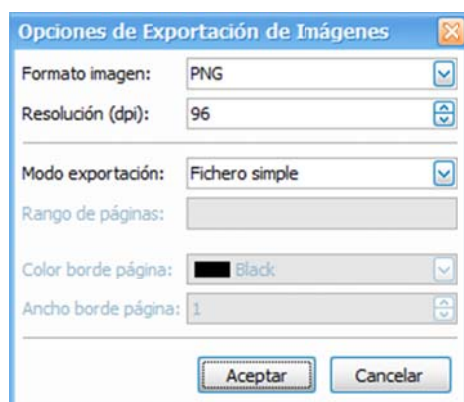 Opciones de Exportación de Imágenes
Formato imagen: PNG
Resolución (dpi): 96
Modo exportación: Fichero simple
Rango de páginas:
Color borde página: Black
Ancho borde página: 1
Aceptar Cancelar